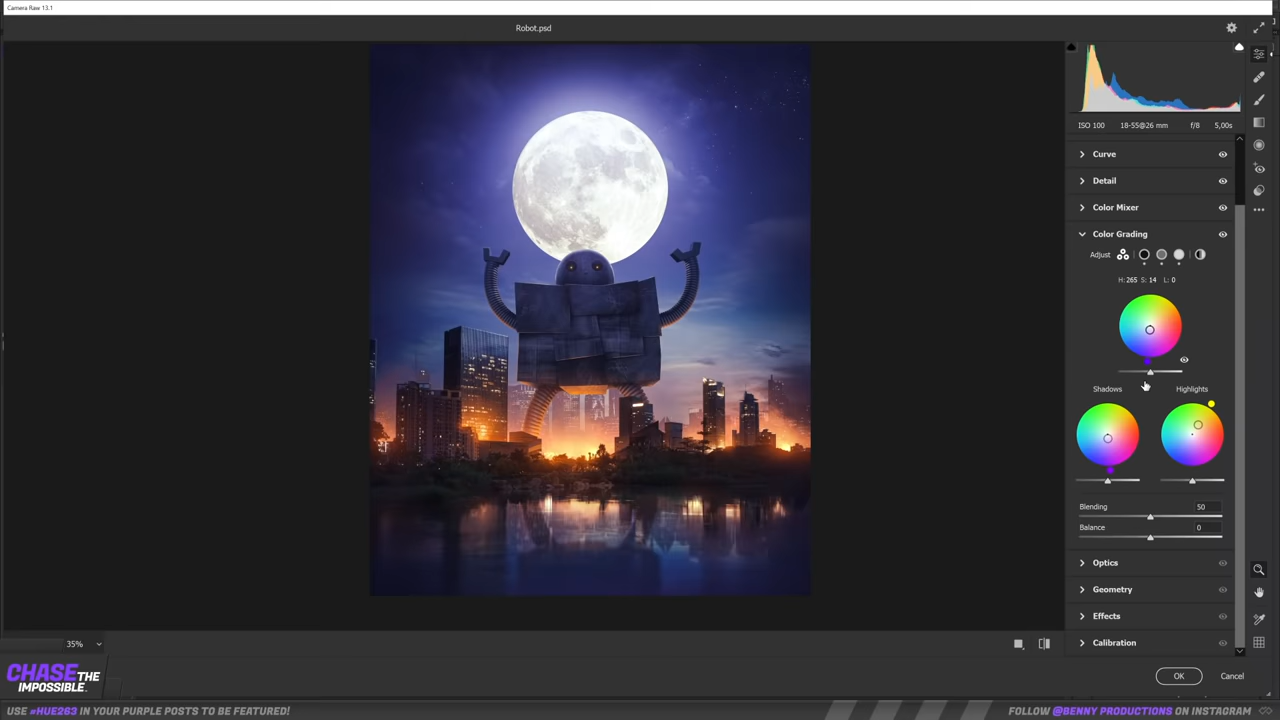 Camera Raw 13.1
Robot.psd
ISO 100 18-55@26 mm f/8 5,00s
Curve
Detail
Color Mixer
Color Grading
Adjust
H: 265 S: 14 L: 0
Shadows Highlights
Blending 50
Balance 0
Optics
Geometry
Effects
Calibration
35%
OK Cancel
CHASE THE
IMPOSSIBLE.
USE #HUE263 IN YOUR PURPLE POSTS TO BE FEATURED!
FOLLOW @BENNY PRODUCTIONS ON INSTAGRAM